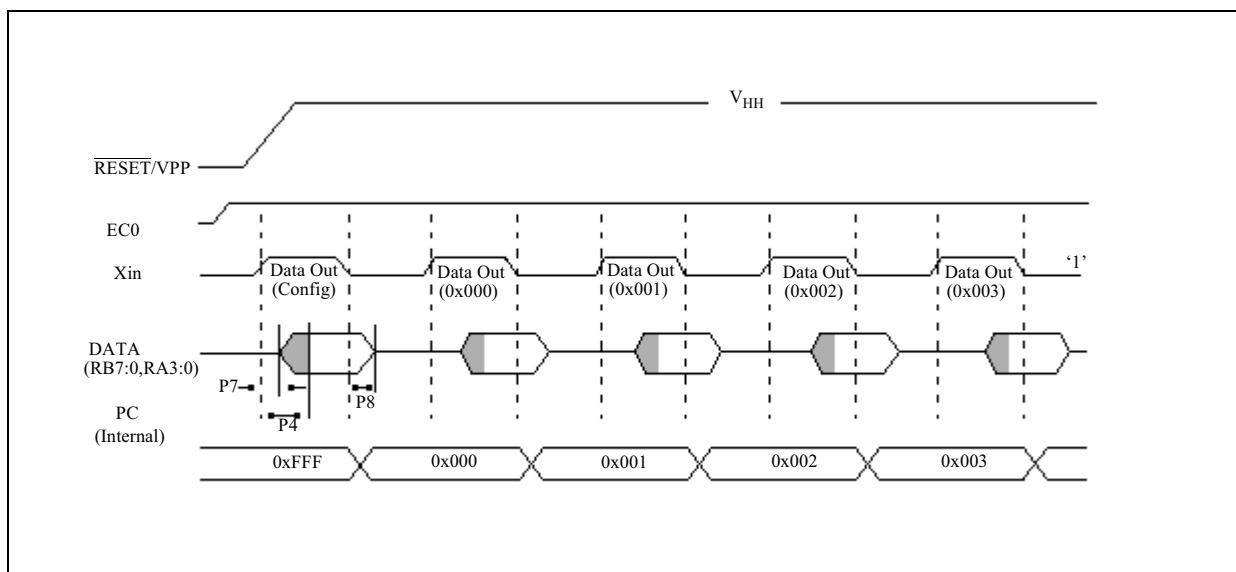 VHH
RESET/VPP
EC0
Xin
Data Out
(Config)
Data Out
(0x000)
Data Out
(0x001)
Data Out
(0x002)
Data Out
(0x003)
‘1’
DATA
(RB7:0,RA3:0)
P7
P4
P8
PC
(Internal)
0xFFF
0x000
0x001
0x002
0x003